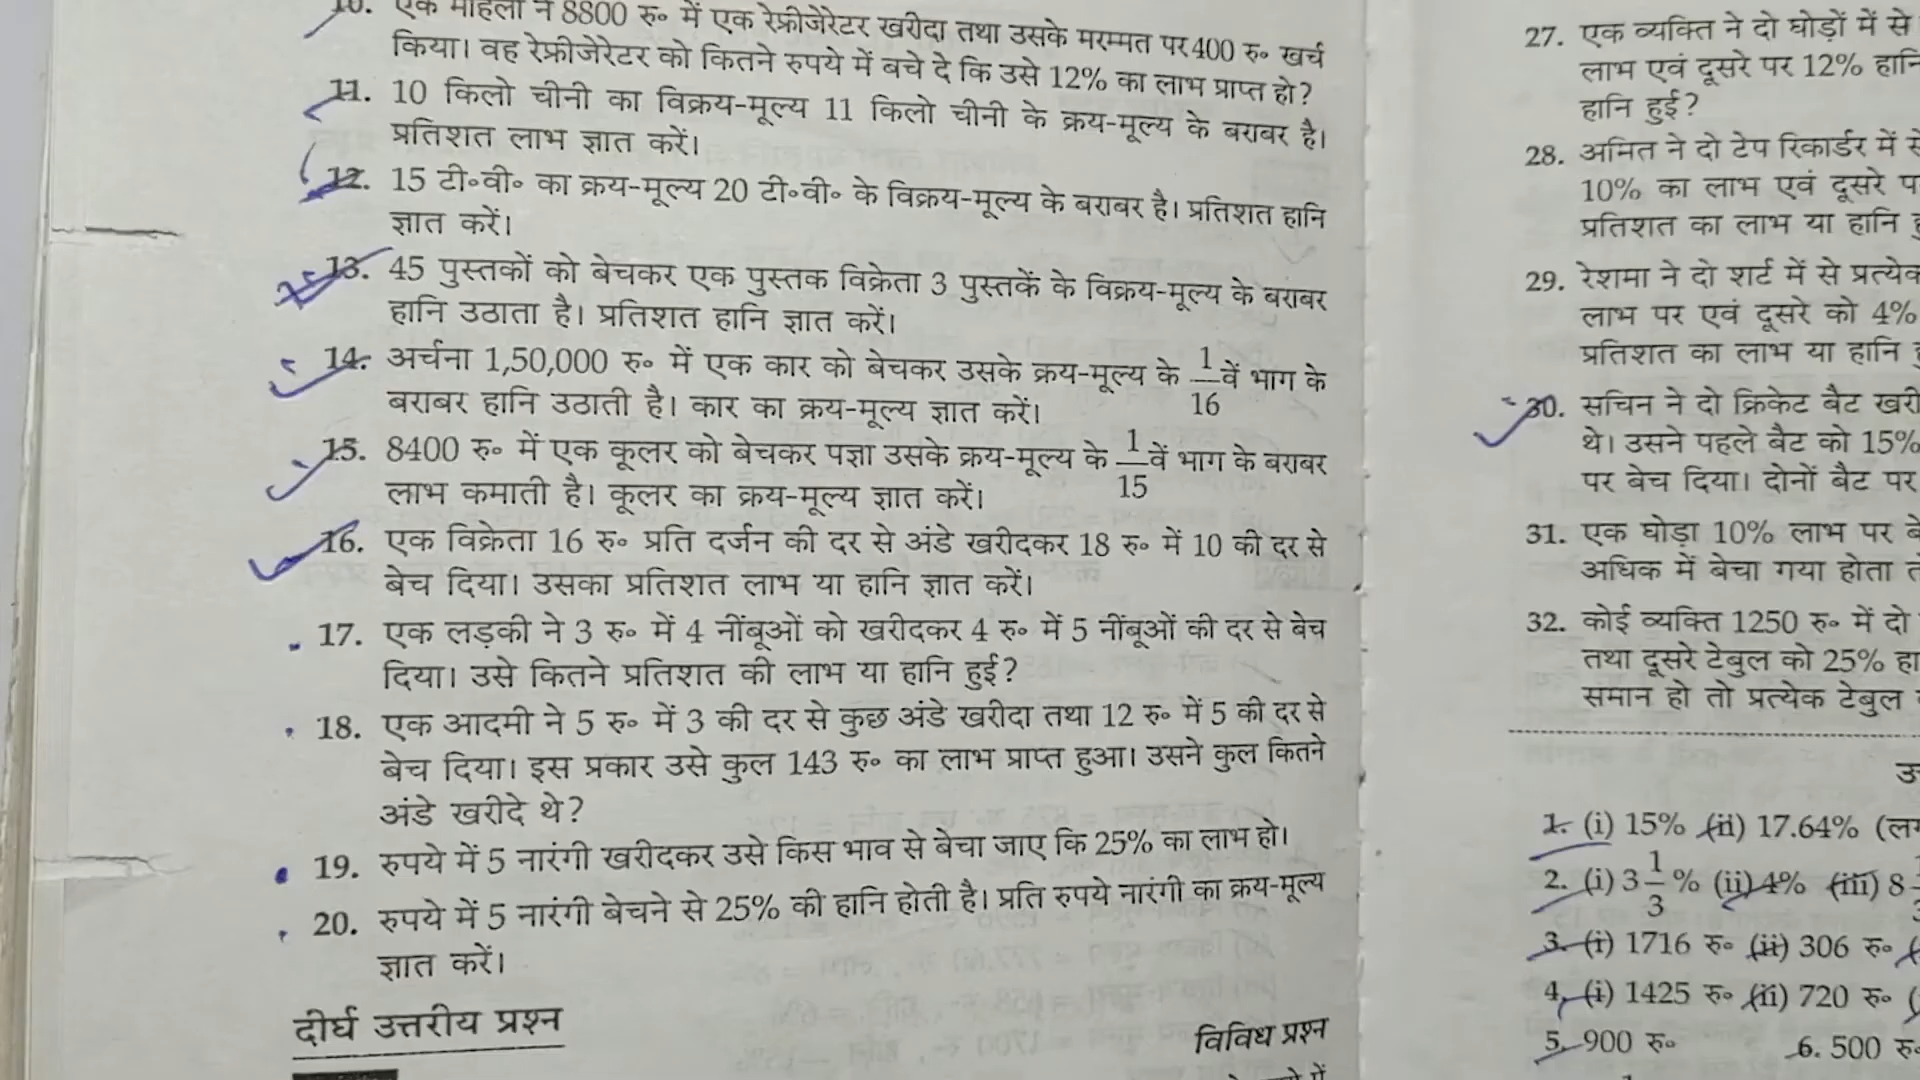 10. एक महिला ने 8800 रु० में एक रेफ्रीजेरेटर खरीदा तथा उसके मरम्मत पर 400 रु० खर्च
किया। वह रेफ्रीजेरेटर को कितने रुपये में बचे दे कि उसे 12% का लाभ प्राप्त हो?
11. 10 किलो चीनी का विक्रय-मूल्य 11 किलो चीनी के क्रय-मूल्य के बराबर है।
प्रतिशत लाभ ज्ञात करें।
12. 15 टी०वी० का क्रय-मूल्य 20 टी०वी० के विक्रय-मूल्य के बराबर है। प्रतिशत हानि
ज्ञात करें।
13. 45 पुस्तकों को बेचकर एक पुस्तक विक्रेता 3 पुस्तकें के विक्रय-मूल्य के बराबर
हानि उठाता है। प्रतिशत हानि ज्ञात करें।
14. अर्चना 1,50,000 रु० में एक कार को बेचकर उसके क्रय-मूल्य के 1/16 वें भाग के
बराबर हानि उठाती है। कार का क्रय-मूल्य ज्ञात करें।
15. 8400 रु० में एक कूलर को बेचकर पज्ञा उसके क्रय-मूल्य के 1/15 वें भाग के बराबर
लाभ कमाती है। कूलर का क्रय-मूल्य ज्ञात करें।
16. एक विक्रेता 16 रु० प्रति दर्जन की दर से अंडे खरीदकर 18 रु० में 10 की दर से
बेच दिया। उसका प्रतिशत लाभ या हानि ज्ञात करें।
17. एक लड़की ने 3 रु० में 4 नींबूओं को खरीदकर 4 रु० में 5 नींबूओं की दर से बेच
दिया। उसे कितने प्रतिशत की लाभ या हानि हुई?
18. एक आदमी ने 5 रु० में 3 की दर से कुछ अंडे खरीदा तथा 12 रु० में 5 की दर से
बेच दिया। इस प्रकार उसे कुल 143 रु० का लाभ प्राप्त हुआ। उसने कुल कितने
अंडे खरीदे थे?
19. रुपये में 5 नारंगी खरीदकर उसे किस भाव से बेचा जाए कि 25% का लाभ हो।
20. रुपये में 5 नारंगी बेचने से 25% की हानि होती है। प्रति रुपये नारंगी का क्रय-मूल्य
ज्ञात करें।
दीर्घ उत्तरीय प्रश्न
विविध प्रश्न
27. एक व्यक्ति ने दो घोड़ों में से
लाभ एवं दूसरे पर 12% हानि
हानि हुई?
28. अमित ने दो टेप रिकार्डर में से
10% का लाभ एवं दूसरे
प्रतिशत का लाभ या हानि
29. रेशमा ने दो शर्ट में से प्रत्येक
लाभ पर एवं दूसरे को 4%
प्रतिशत का लाभ या हानि
30. सचिन ने दो क्रिकेट बैट
थे। उसने पहले बैट को 15%
पर बेच दिया। दोनों बैट पर
31. एक घोड़ा 10% लाभ पर
अधिक में बेचा गया होता
32. कोई व्यक्ति 1250 रु० में दो
तथा दूसरे टेबुल को 25%
समान हो तो प्रत्येक टेबुल
1. (i) 15% (ii) 17.64%
2. (i) 3 1/3 % (ii) 4% (iii) 8
3. (i) 1716 रु० (ii) 306 रु०
4. (i) 1425 रु० (ii) 720 रु० (
5. 900 रु० 6. 500 रु०